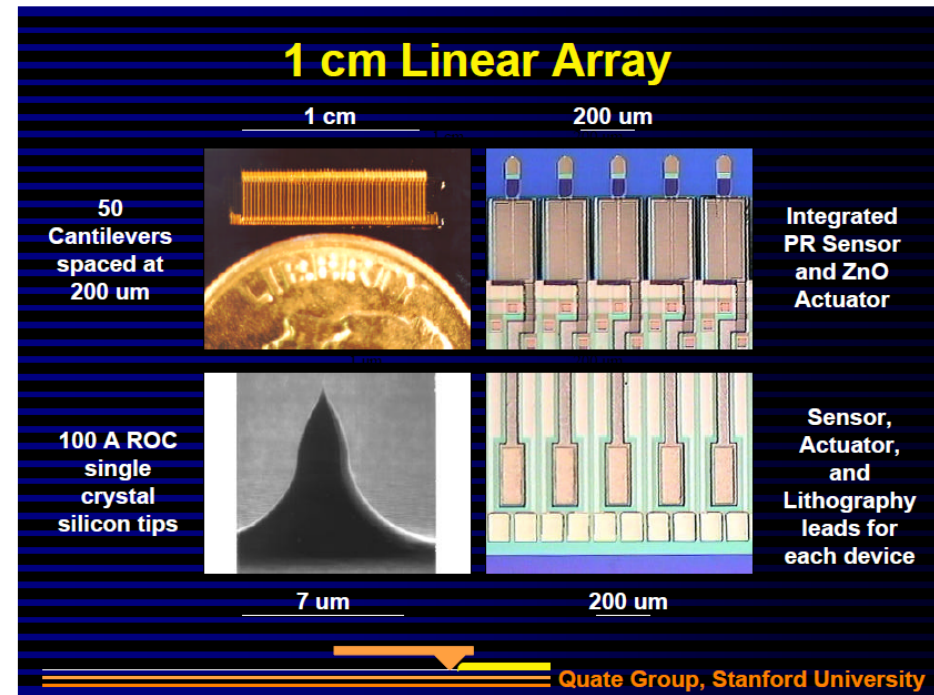 1 cm Linear Array
1 cm
200 um
50
Cantilevers
spaced at
200 um
Integrated
PR Sensor
and ZnO
Actuator
100 A ROC
single
crystal
silicon tips
Sensor,
Actuator,
and
Lithography
leads for
each device
7 um
200 um
Quate Group, Stanford University